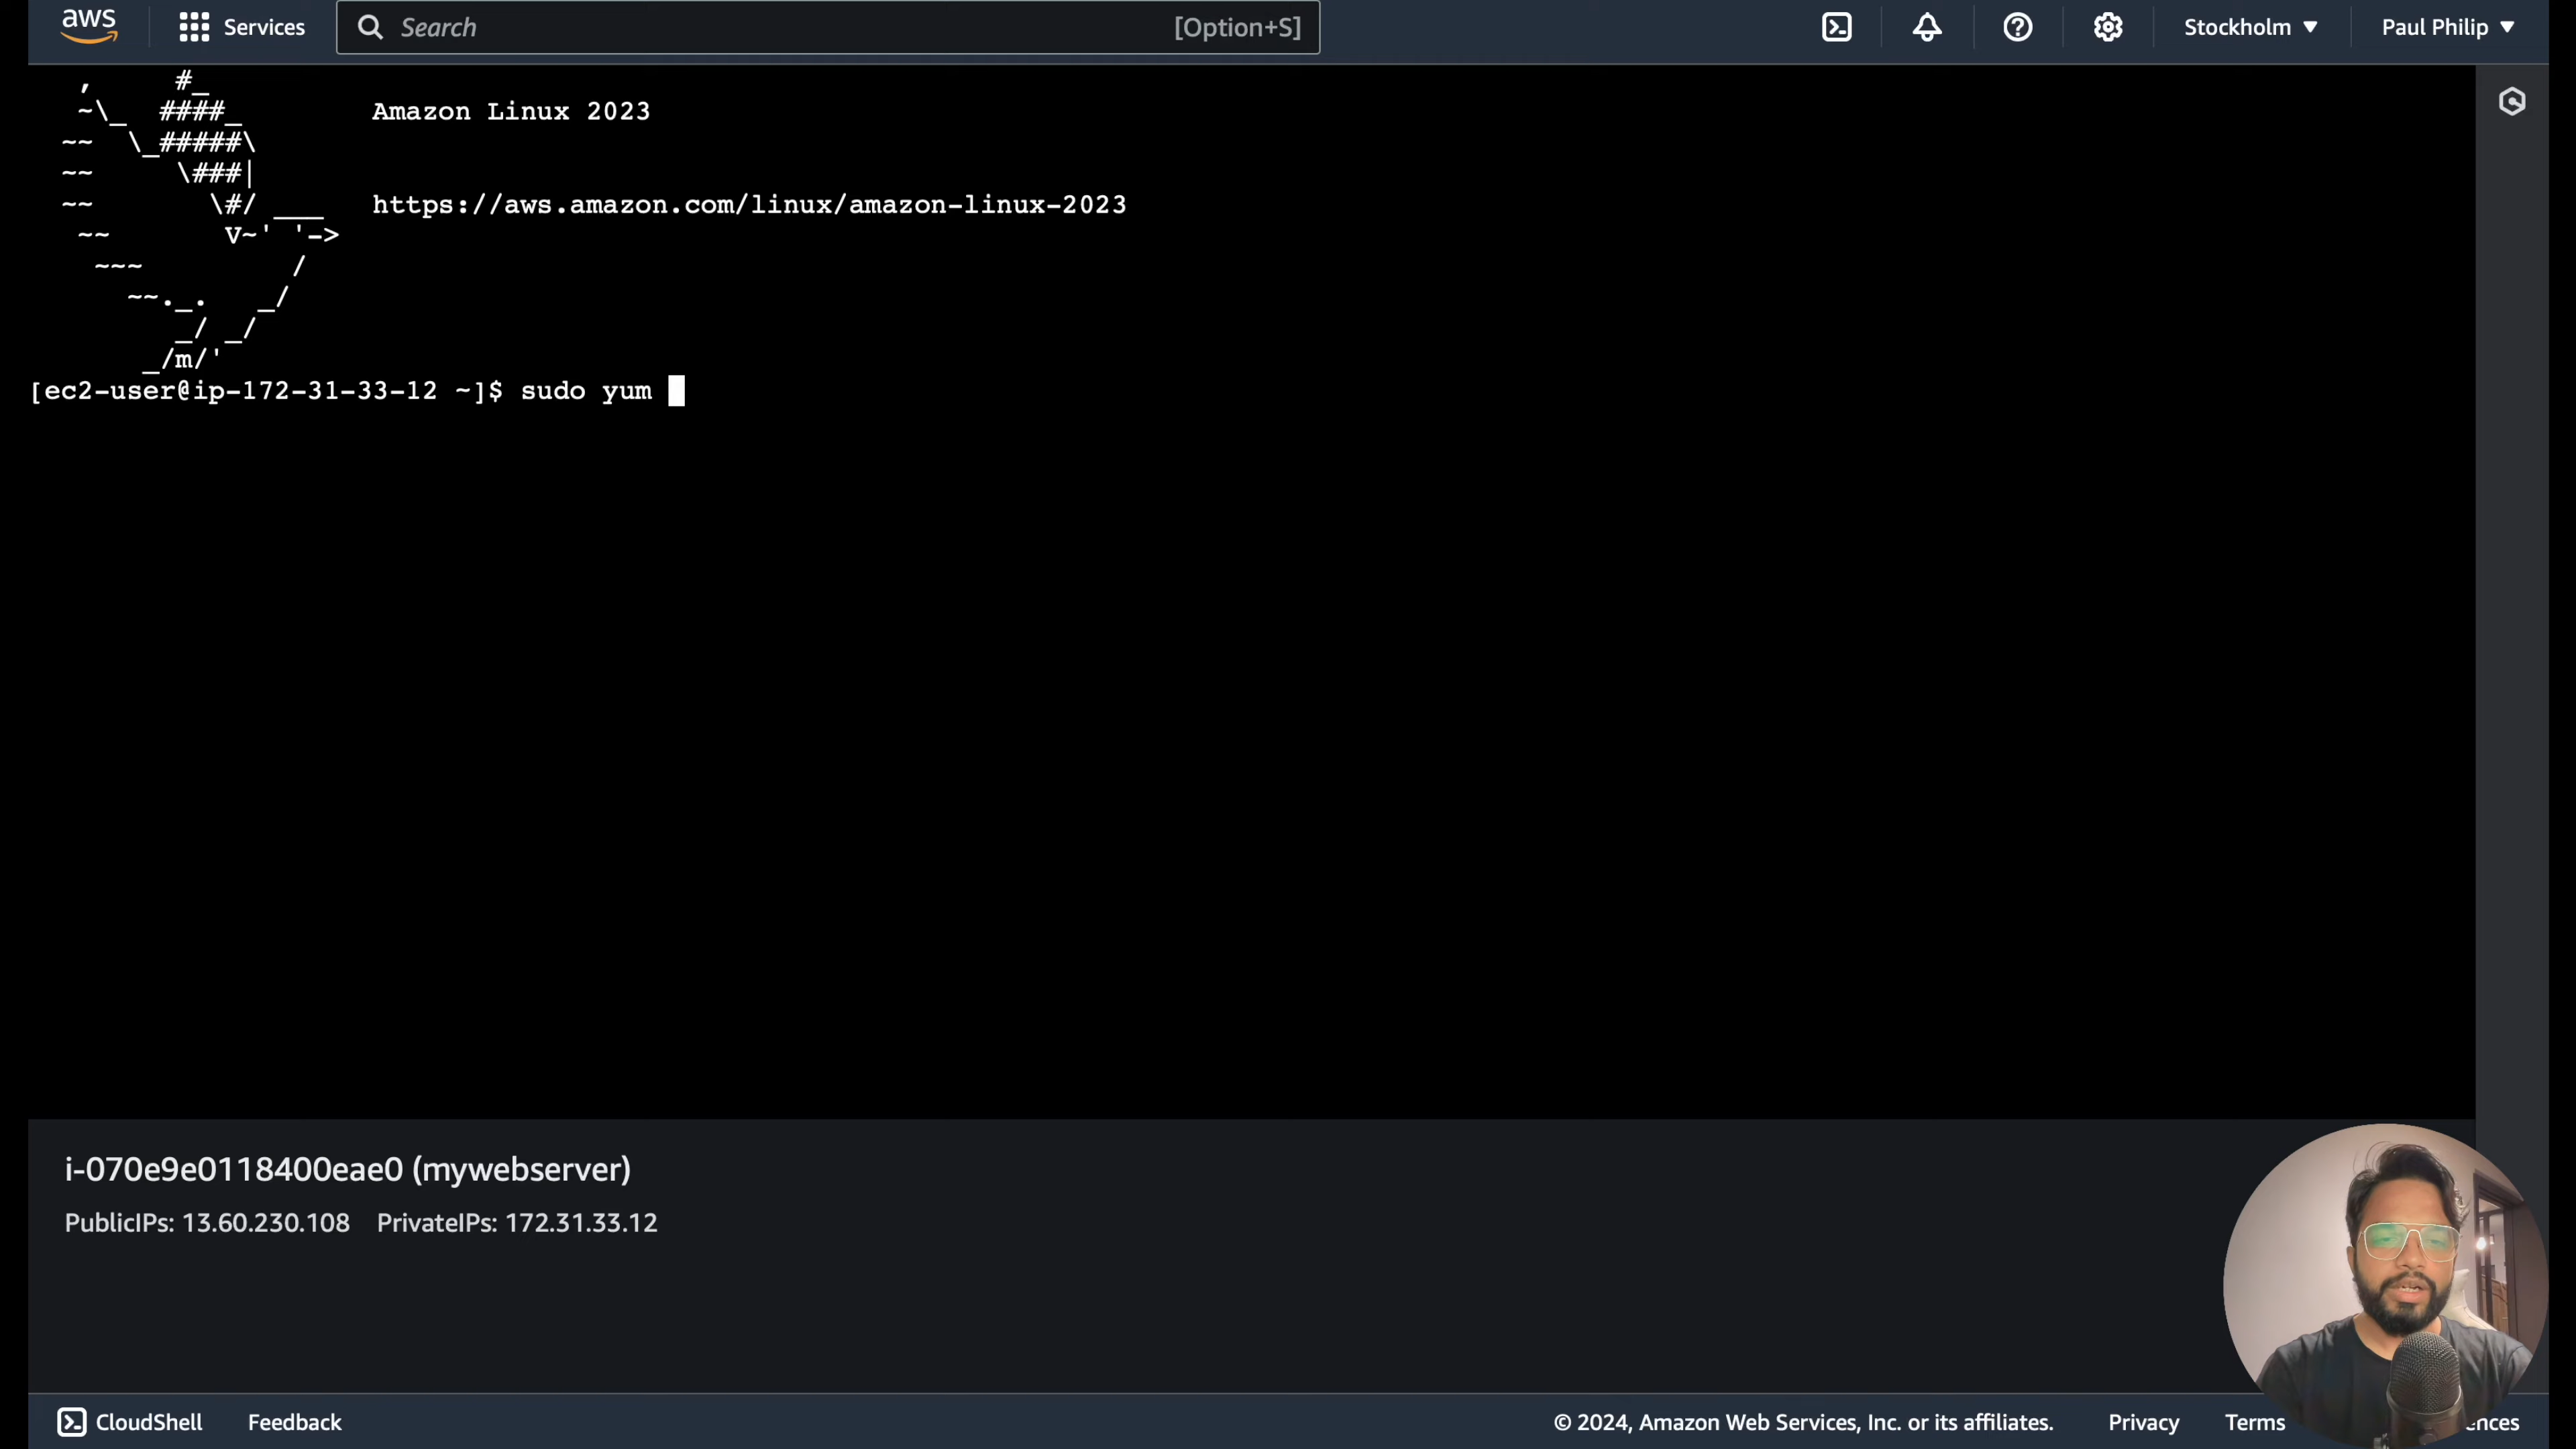 aws Services Search [Option+S] Stockholm Paul Philip
   ,     #_
   ~\_  ####_        Amazon Linux 2023
  ~~  \_#####\
  ~~     \###|
  ~~       \#/ ___   https://aws.amazon.com/linux/amazon-linux-2023
   ~~       V~' '->
    ~~~         /
      ~~._.   _/
         _/ _/
       _/m/'
[ec2-user@ip-172-31-33-12 ~]$ sudo yum
i-070e9e0118400eae0 (mywebserver)
PublicIPs: 13.60.230.108 PrivateIPs: 172.31.33.12
CloudShell Feedback © 2024, Amazon Web Services, Inc. or its affiliates. Privacy Terms